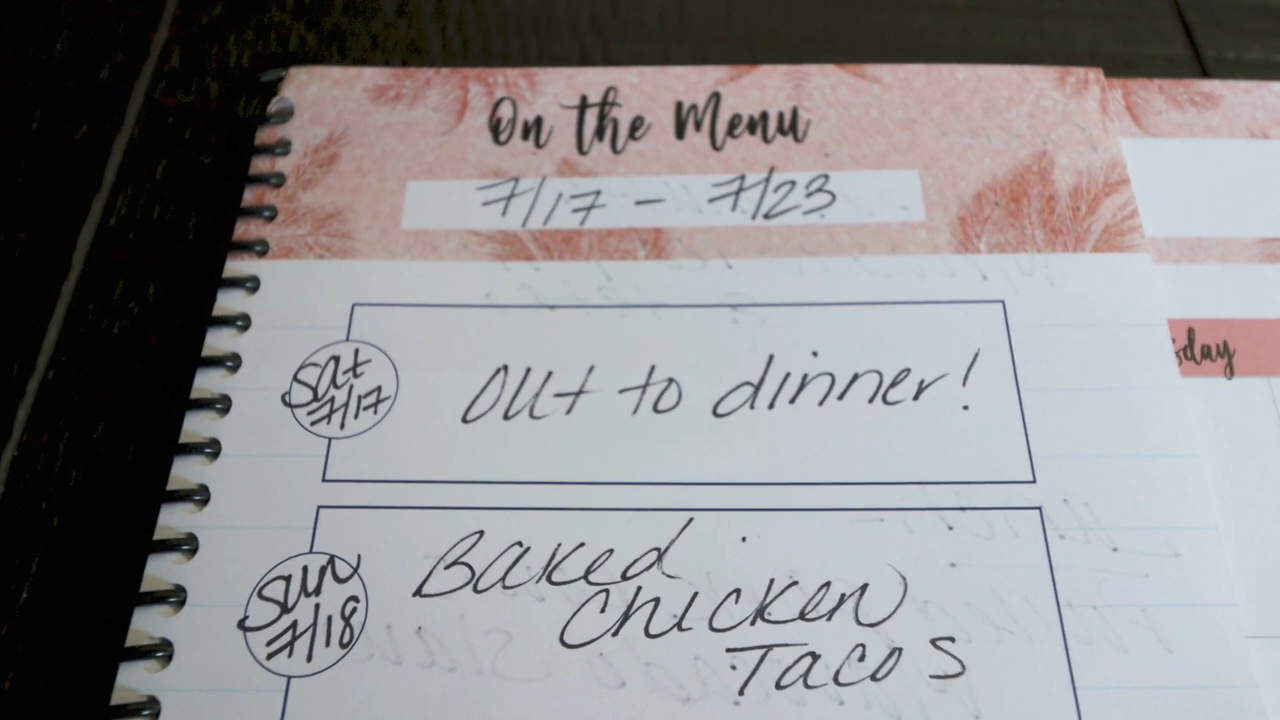 On the Menu
7/17 - 7/23
Sat
7/17
Out to dinner!
Sun
7/18
Baked
Chicken
Tacos